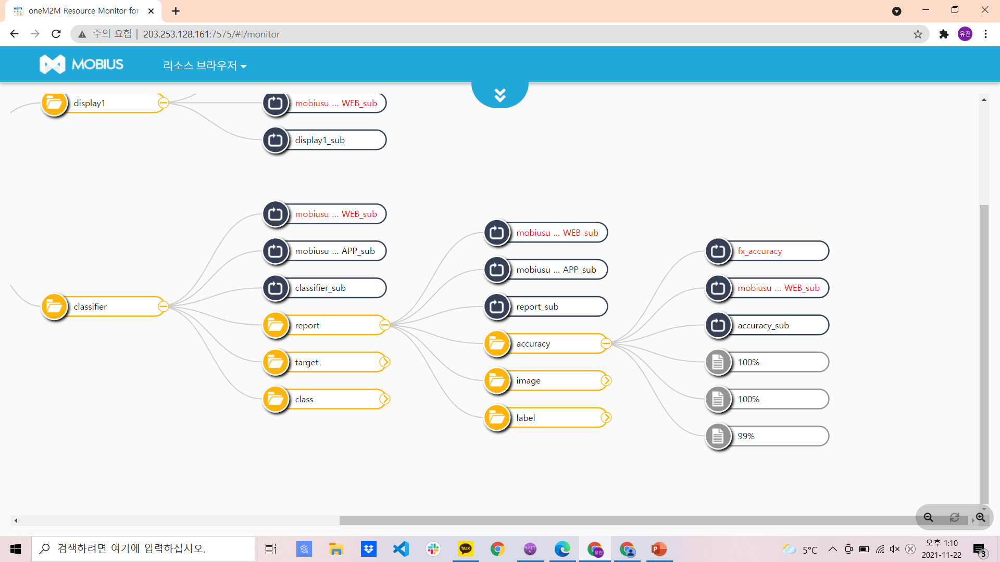 KETI
oneM2M Resource Monitor for
주의 요함 | 203.253.128.161:7575/#!/monitor
유진
MOBIUS
리소스 브라우저
display1
mobiusu ... WEB_sub
display1_sub
classifier
mobiusu ... WEB_sub
mobiusu ... APP_sub
classifier_sub
report
target
class
mobiusu ... WEB_sub
mobiusu ... APP_sub
report_sub
accuracy
image
label
fx_accuracy
mobiusu ... WEB_sub
accuracy_sub
100%
100%
99%
검색하려면 여기에 입력하십시오.
TALK
유진
P
5°C
오후 1:10
2021-11-22
3